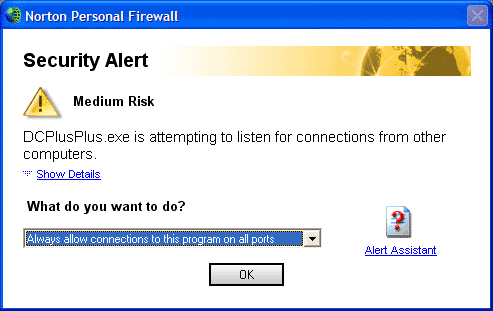 Norton Personal Firewall
Security Alert
Medium Risk
DCPlusPlus.exe is attempting to listen for connections from other
computers.
Show Details
What do you want to do?
Always allow connections to this program on all ports
Alert Assistant
OK